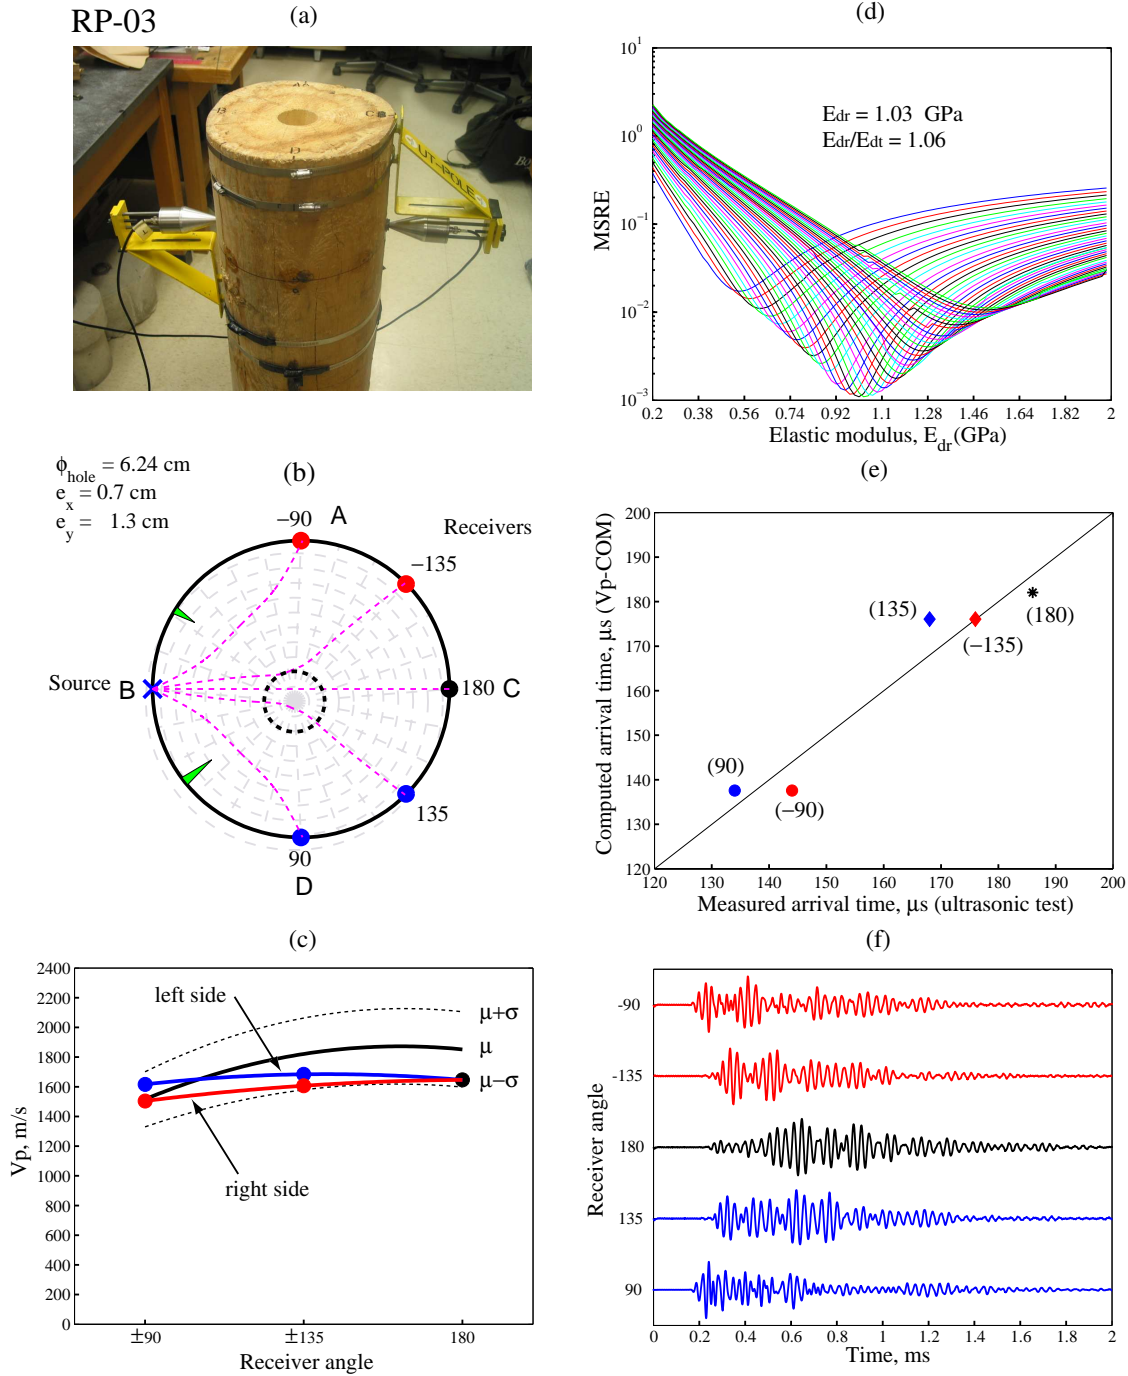 RP-03
(a)
A
B
C
D
UT-POLE
(b)
ϕhole = 6.24 cm
ex = 0.7 cm
ey = 1.3 cm
−90
A
Receivers
−135
Source
B
180
C
135
90
D
(c)
2400
2200
2000
1800
1600
1400
1200
1000
800
600
400
200
0
Vp, m/s
left side
right side
μ+σ
μ
μ−σ
±90
±135
180
Receiver angle
(d)
10^1
10^0
10^−1
10^−2
10^−3
MSRE
Edr = 1.03 GPa
Edr/Edt = 1.06
0.2 0.38 0.56 0.74 0.92 1.1 1.28 1.46 1.64 1.82 2
Elastic modulus, Edr(GPa)
(e)
200
190
180
170
160
150
140
130
120
Computed arrival time, μs (Vp-COM)
(135)
(−135)
(180)
(90)
(−90)
120 130 140 150 160 170 180 190 200
Measured arrival time, μs (ultrasonic test)
(f)
-90
-135
180
135
90
Receiver angle
0 0.2 0.4 0.6 0.8 1 1.2 1.4 1.6 1.8 2
Time, ms